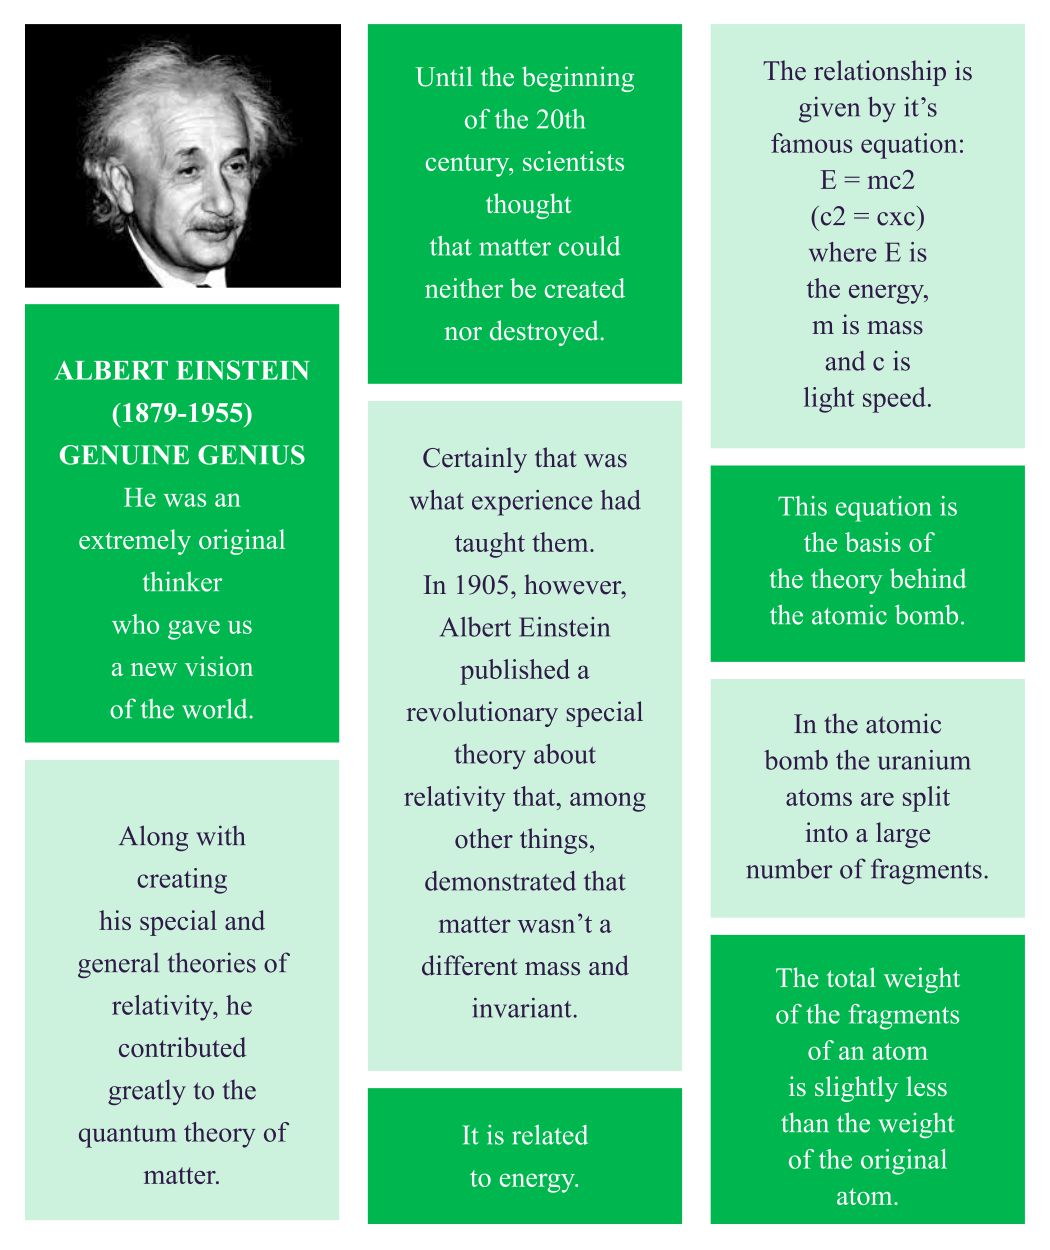 ALBERT EINSTEIN
(1879-1955)
GENUINE GENIUS
He was an
extremely original
thinker
who gave us
a new vision
of the world.
Along with
creating
his special and
general theories of
relativity, he
contributed
greatly to the
quantum theory of
matter.
Until the beginning
of the 20th
century, scientists
thought
that matter could
neither be created
nor destroyed.
Certainly that was
what experience had
taught them.
In 1905, however,
Albert Einstein
published a
revolutionary special
theory about
relativity that, among
other things,
demonstrated that
matter wasn’t a
different mass and
invariant.
It is related
to energy.
The relationship is
given by it’s
famous equation:
E = mc2
(c2 = cxc)
where E is
the energy,
m is mass
and c is
light speed.
This equation is
the basis of
the theory behind
the atomic bomb.
In the atomic
bomb the uranium
atoms are split
into a large
number of fragments.
The total weight
of the fragments
of an atom
is slightly less
than the weight
of the original
atom.